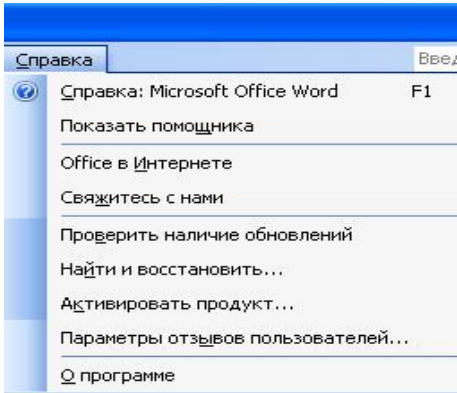 Справка Введ
Справка: Microsoft Office Word F1
Показать помощника
Office в Интернете
Свяжитесь с нами
Проверить наличие обновлений
Найти и восстановить...
Активировать продукт...
Параметры отзывов пользователей...
О программе